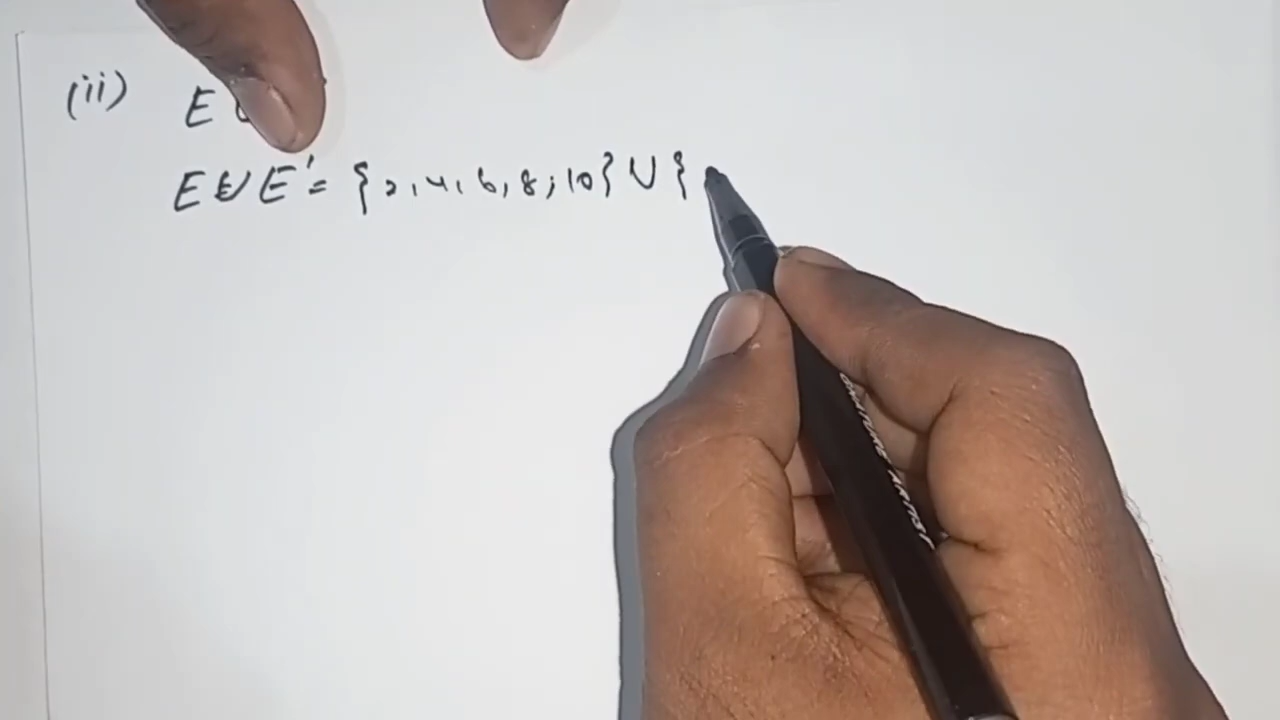 (ii) E U
E U E' = {2, 4, 6, 8, 10} U {